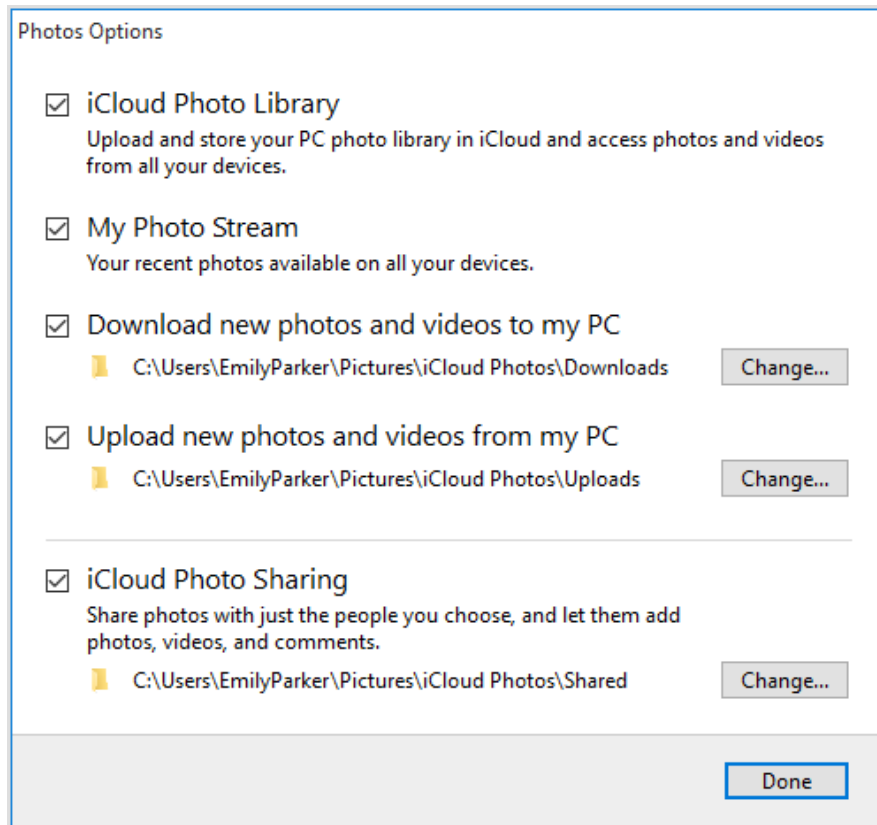 Photos Options
iCloud Photo Library
Upload and store your PC photo library in iCloud and access photos and videos
from all your devices.
My Photo Stream
Your recent photos available on all your devices.
Download new photos and videos to my PC
C:\Users\EmilyParker\Pictures\iCloud Photos\Downloads
Change...
Upload new photos and videos from my PC
C:\Users\EmilyParker\Pictures\iCloud Photos\Uploads
Change...
iCloud Photo Sharing
Share photos with just the people you choose, and let them add
photos, videos, and comments.
C:\Users\EmilyParker\Pictures\iCloud Photos\Shared
Change...
Done